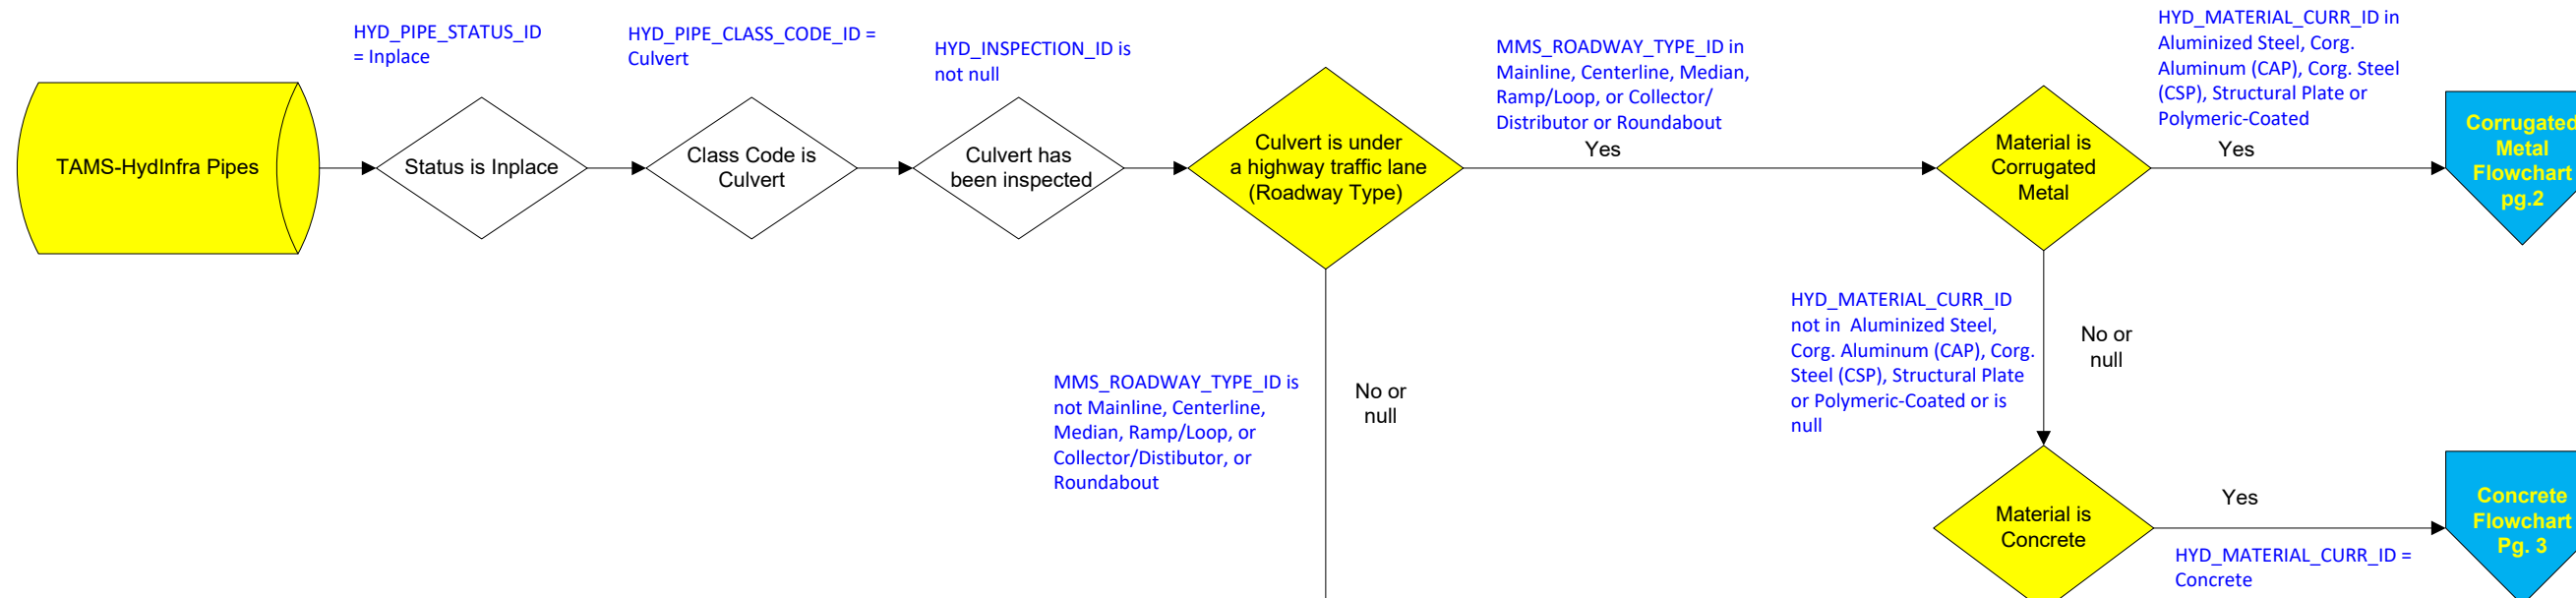 HYD_PIPE_STATUS_ID
= Inplace
HYD_PIPE_CLASS_CODE_ID =
Culvert
HYD_INSPECTION_ID is
not null
MMS_ROADWAY_TYPE_ID in
Mainline, Centerline, Median,
Ramp/Loop, or Collector/
Distributor or Roundabout
HYD_MATERIAL_CURR_ID in
Aluminized Steel, Corg.
Aluminum (CAP), Corg. Steel
(CSP), Structural Plate or
Polymeric-Coated
TAMS-HydInfra Pipes
Status is Inplace
Class Code is
Culvert
Culvert has
been inspected
Culvert is under
a highway traffic lane
(Roadway Type)
Yes
Material is
Corrugated
Metal
Yes
Corrugated
Metal
Flowchart
pg.2
MMS_ROADWAY_TYPE_ID is
not Mainline, Centerline,
Median, Ramp/Loop, or
Collector/Distibutor, or
Roundabout
No or
null
HYD_MATERIAL_CURR_ID
not in  Aluminized Steel,
Corg. Aluminum (CAP), Corg.
Steel (CSP), Structural Plate
or Polymeric-Coated or is
null
No or
null
Material is
Concrete
Yes
HYD_MATERIAL_CURR_ID =
Concrete
Concrete
Flowchart
Pg. 3